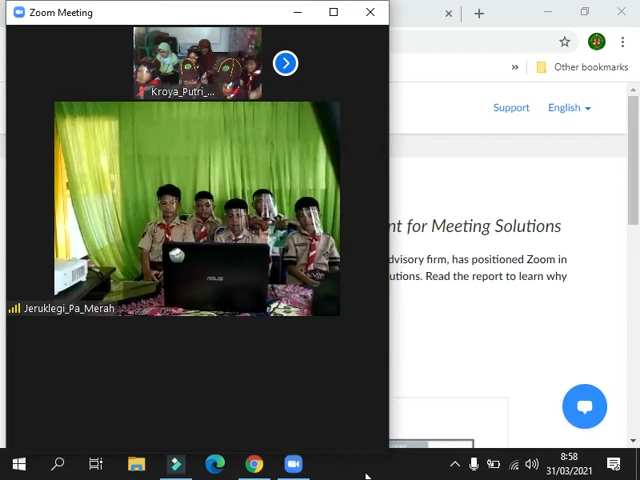 Zoom Meeting
Kroya_Putri_...
Other bookmarks
Support English
nt for Meeting Solutions
dvisory firm, has positioned Zoom in
utions. Read the report to learn why
ASUS
Jeruklegi_Pa_Merah
8:58
31/03/2021